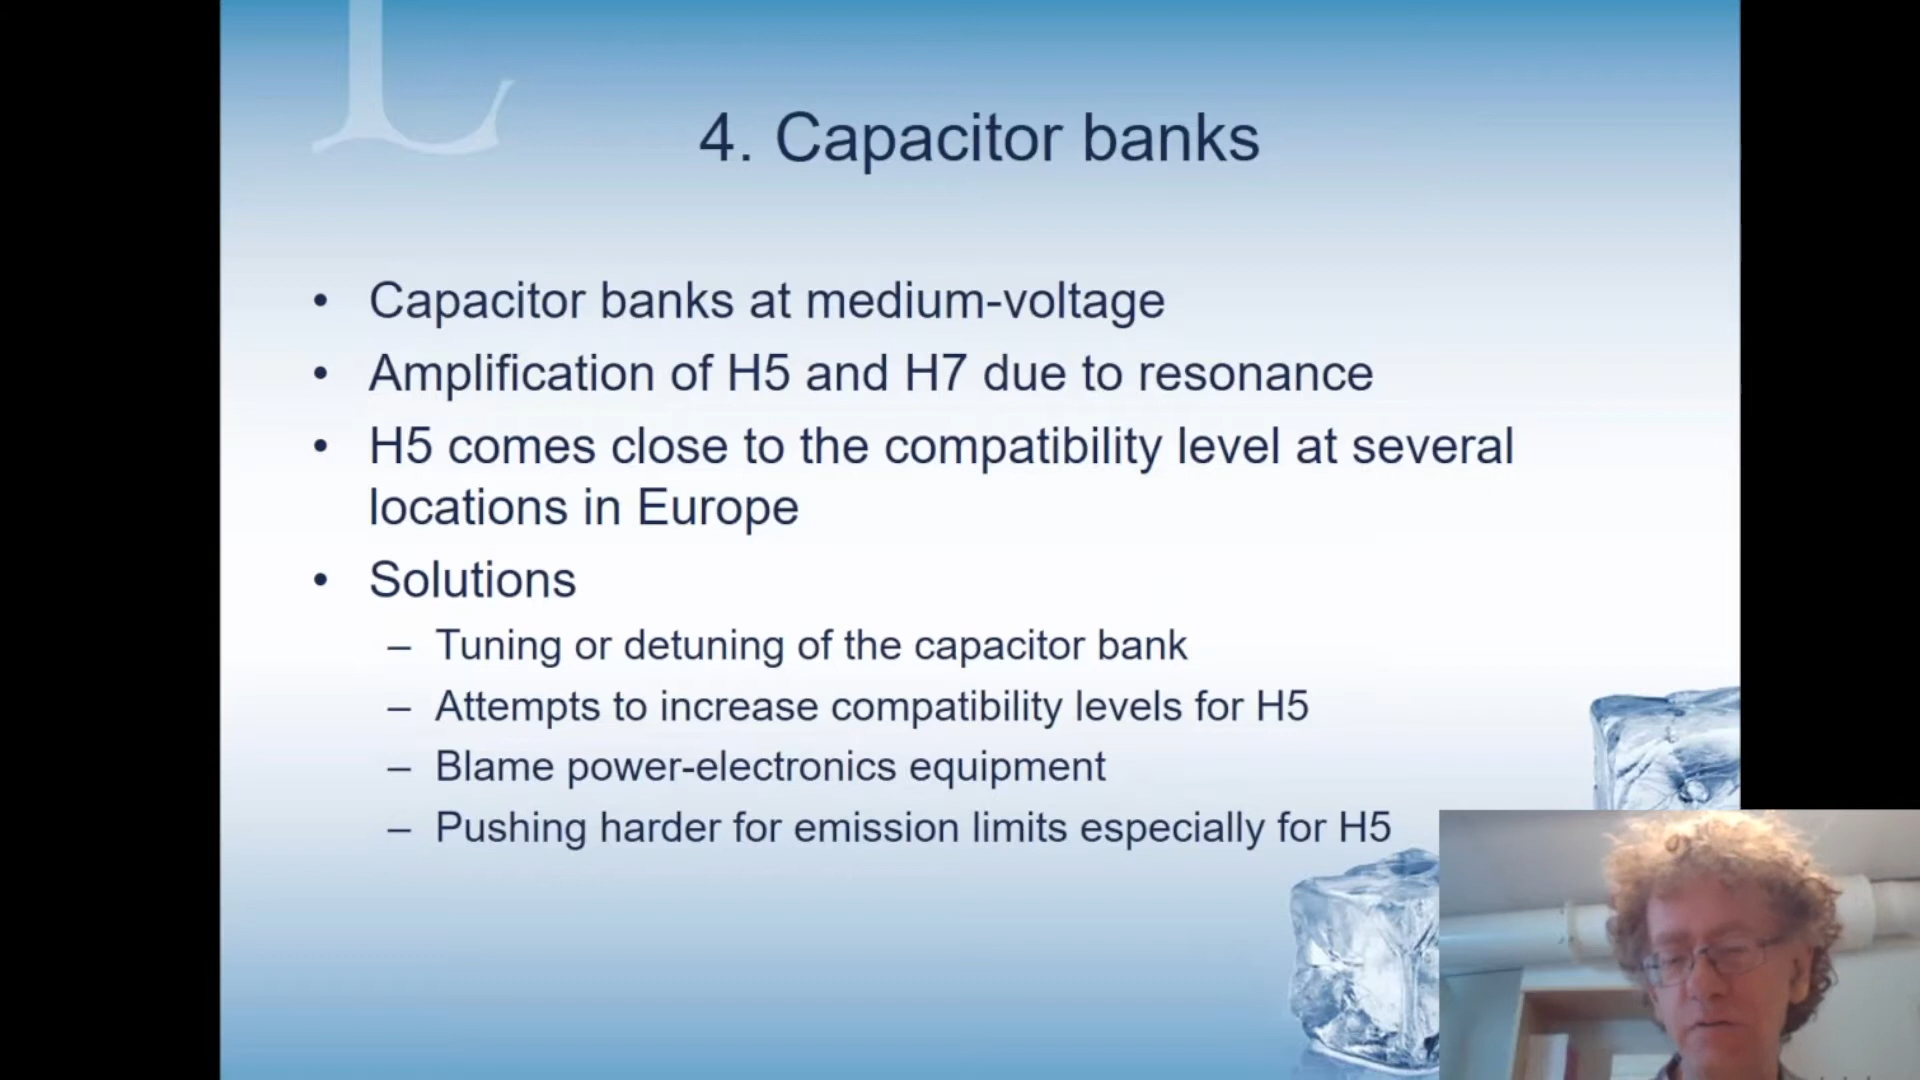 4. Capacitor banks
• Capacitor banks at medium-voltage
• Amplification of H5 and H7 due to resonance
• H5 comes close to the compatibility level at several
locations in Europe
• Solutions
– Tuning or detuning of the capacitor bank
– Attempts to increase compatibility levels for H5
– Blame power-electronics equipment
– Pushing harder for emission limits especially for H5